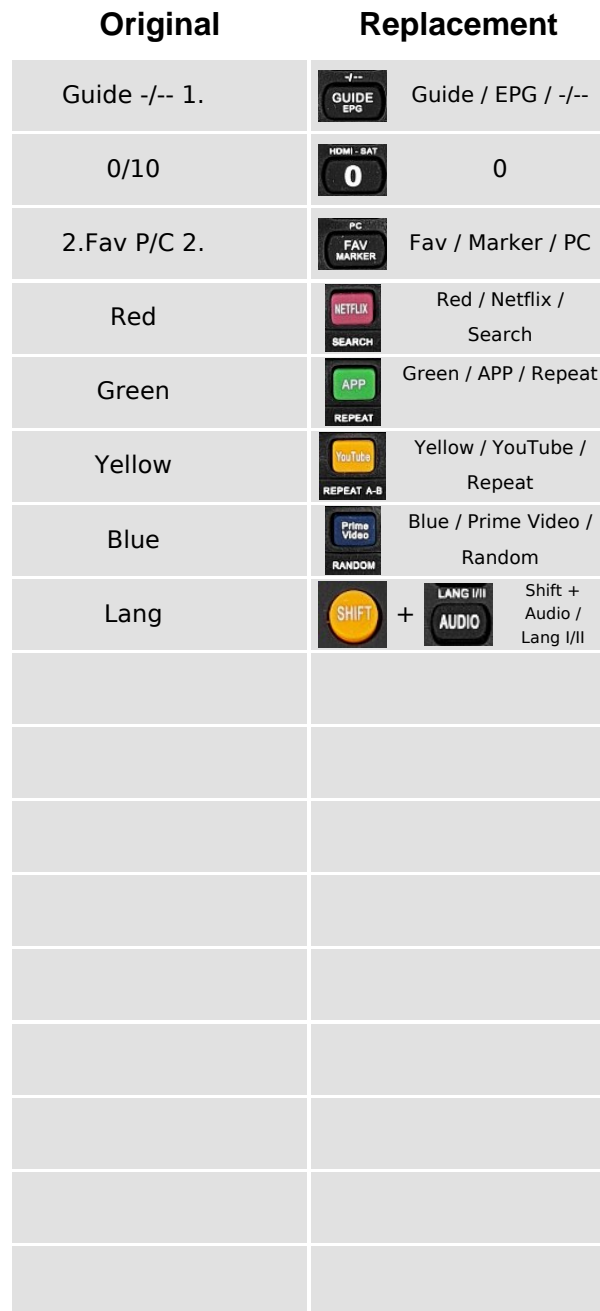 Original Replacement
Guide -/-- 1. -/-- GUIDE EPG Guide / EPG / -/--
0/10 HDMI - SAT 0 0
2.Fav P/C 2. PC FAV MARKER Fav / Marker / PC
Red NETFLIX SEARCH Red / Netflix /
Search
Green APP REPEAT Green / APP / Repeat
Yellow YouTube REPEAT A-B Yellow / YouTube /
Repeat
Blue Prime Video RANDOM Blue / Prime Video /
Random
Lang SHIFT + LANG I/II AUDIO Shift +
Audio /
Lang I/II